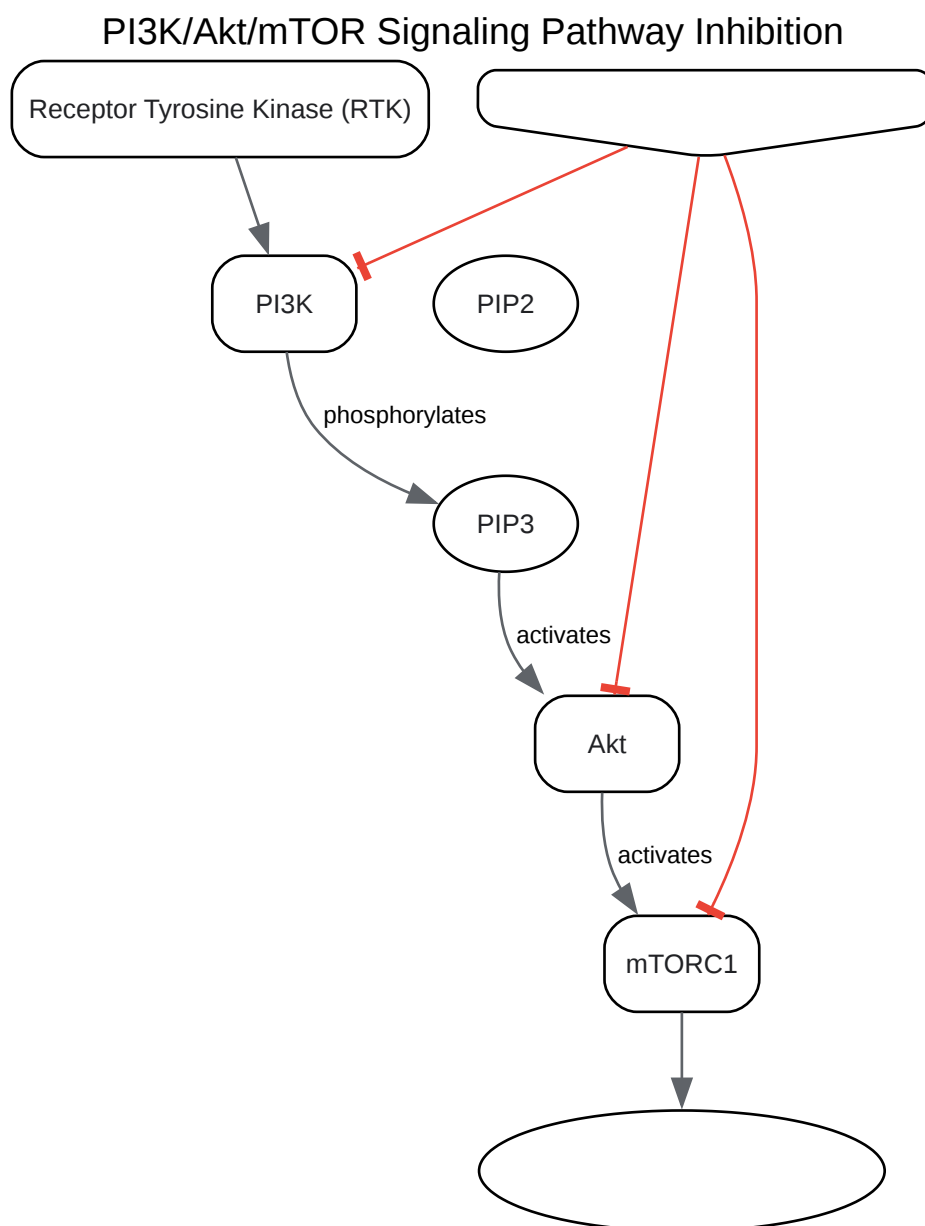 PI3K/Akt/mTOR Signaling Pathway Inhibition
Receptor Tyrosine Kinase (RTK)
PI3K
PIP2
phosphorylates
PIP3
activates
Akt
activates
mTORC1